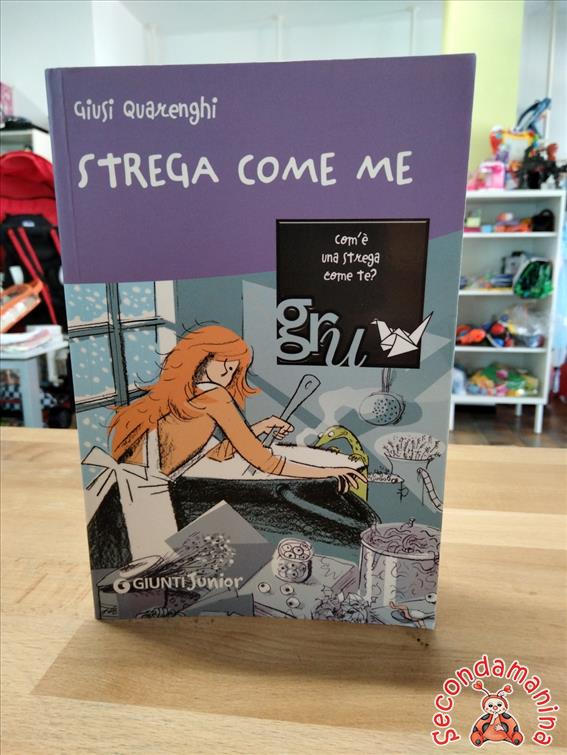 Giusi Quarenghi
STREGA COME ME
com'è
una strega
come te?
gru
GIUNTI Junior
Secondamanina